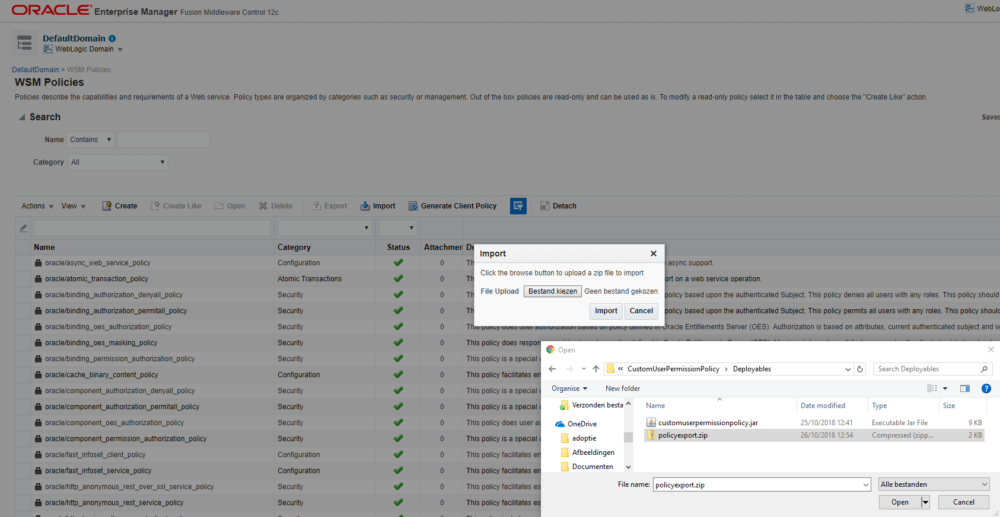 ORACLE Enterprise Manager Fusion Middleware Control 12c
WebLo
DefaultDomain
WebLogic Domain
DefaultDomain > WSM Policies
WSM Policies
Policies describe the capabilities and requirements of a Web service. Policy types are organized by categories such as security or management. Out of the box policies are read-only and can be used as is. To modify a read-only policy select it in the table and choose the "Create Like" action.
Search
Saved
Name Contains
Category All
Actions View Create Create Like Open Delete Export Import Generate Client Policy Detach
Name Category Status Attachmen De
oracle/async_web_service_policy Configuration 0 Th e async support.
oracle/atomic_transaction_policy Atomic Transactions 0 Th ort on a web service operation.
oracle/binding_authorization_denyall_policy Security 0 Th policy based upon the authenticated Subject. This policy denies all users with any roles. This policy should
oracle/binding_authorization_permitall_policy Security 0 Th policy based upon the authenticated Subject. This policy permits all users with any roles. This policy shoul
oracle/binding_oes_authorization_policy Security 0 This policy does user authorization based on policy defined in Oracle Entitlements Server (OES). Authorization is based on attributes, current authenticated subject and w
oracle/binding_oes_masking_policy Security 0 This policy does respon
oracle/binding_permission_authorization_policy Security 0 This policy is a special c
oracle/cache_binary_content_policy Configuration 0 This policy facilitates en
oracle/component_authorization_denyall_policy Security 0 This policy is a special c
oracle/component_authorization_permitall_policy Security 0 This policy is a special c
oracle/component_oes_authorization_policy Security 0 This policy does user au
oracle/component_permission_authorization_policy Security 0 This policy is a special c
oracle/fast_infoset_client_policy Configuration 0 This policy facilitates en
oracle/fast_infoset_service_policy Configuration 0 This policy facilitates en
oracle/http_anonymous_rest_over_ssl_service_policy Security 0 This policy facilitates es
oracle/http_anonymous_rest_service_policy Security 0 This policy facilitates es
Import
Click the browse button to upload a zip file to import
File Upload Bestand kiezen Geen bestand gekozen
Import Cancel
Open
« CustomUserPermissionPolicy > Deployables
Search Deployables
Organise New folder
Verzonden besta
OneDrive
adoptie
Afbeeldingen
Documenten
Name Date modified Type Size
customuserpermissionpolicy.jar 25/10/2018 12:41 Executable Jar File 9 KB
policyexport.zip 26/10/2018 12:54 Compressed (zipp... 2 KB
File name: policyexport.zip Alle bestanden
Open Cancel